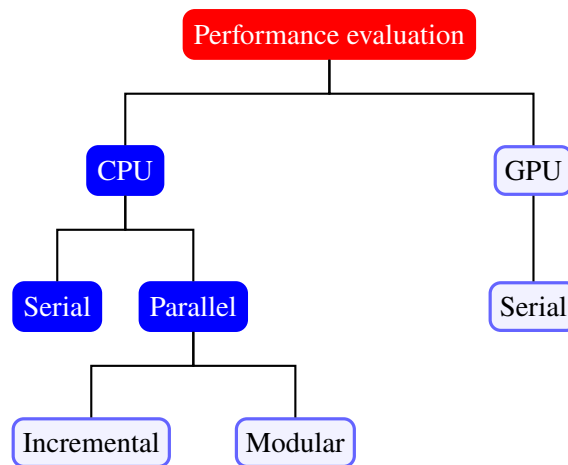 Performance evaluation
CPU
GPU
Serial
Parallel
Serial
Incremental
Modular